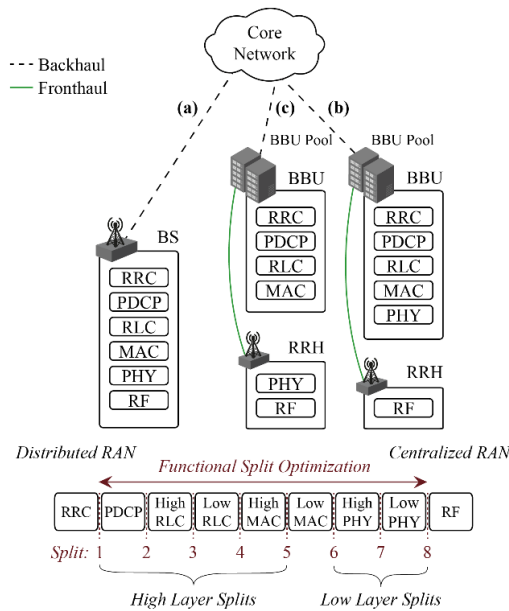 Core
Network
Backhaul
Fronthaul
(a)
(c)
(b)
BBU Pool
BBU Pool
BS
RRC
PDCP
RLC
MAC
PHY
RF
BBU
RRC
PDCP
RLC
MAC
RRH
PHY
RF
BBU
RRC
PDCP
RLC
MAC
PHY
RRH
RF
Distributed RAN
Centralized RAN
Functional Split Optimization
RRC
PDCP
High
RLC
Low
RLC
High
MAC
Low
MAC
High
PHY
Low
PHY
RF
Split: 1 2 3 4 5 6 7 8
High Layer Splits
Low Layer Splits